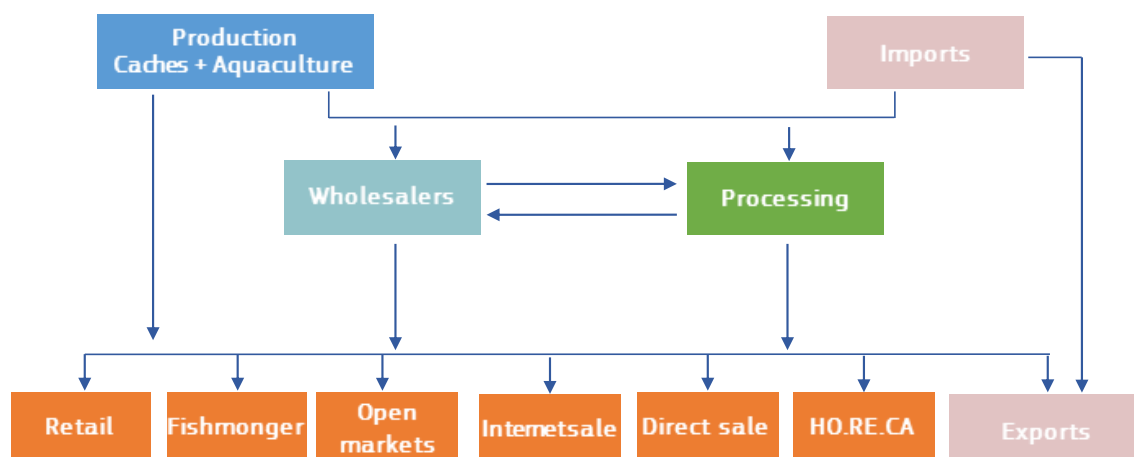 Production
Caches + Aquaculture
Imports
Wholesalers
Processing
Retail
Fishmonger
Open
markets
Internetsale
Direct sale
HO.RE.CA
Exports